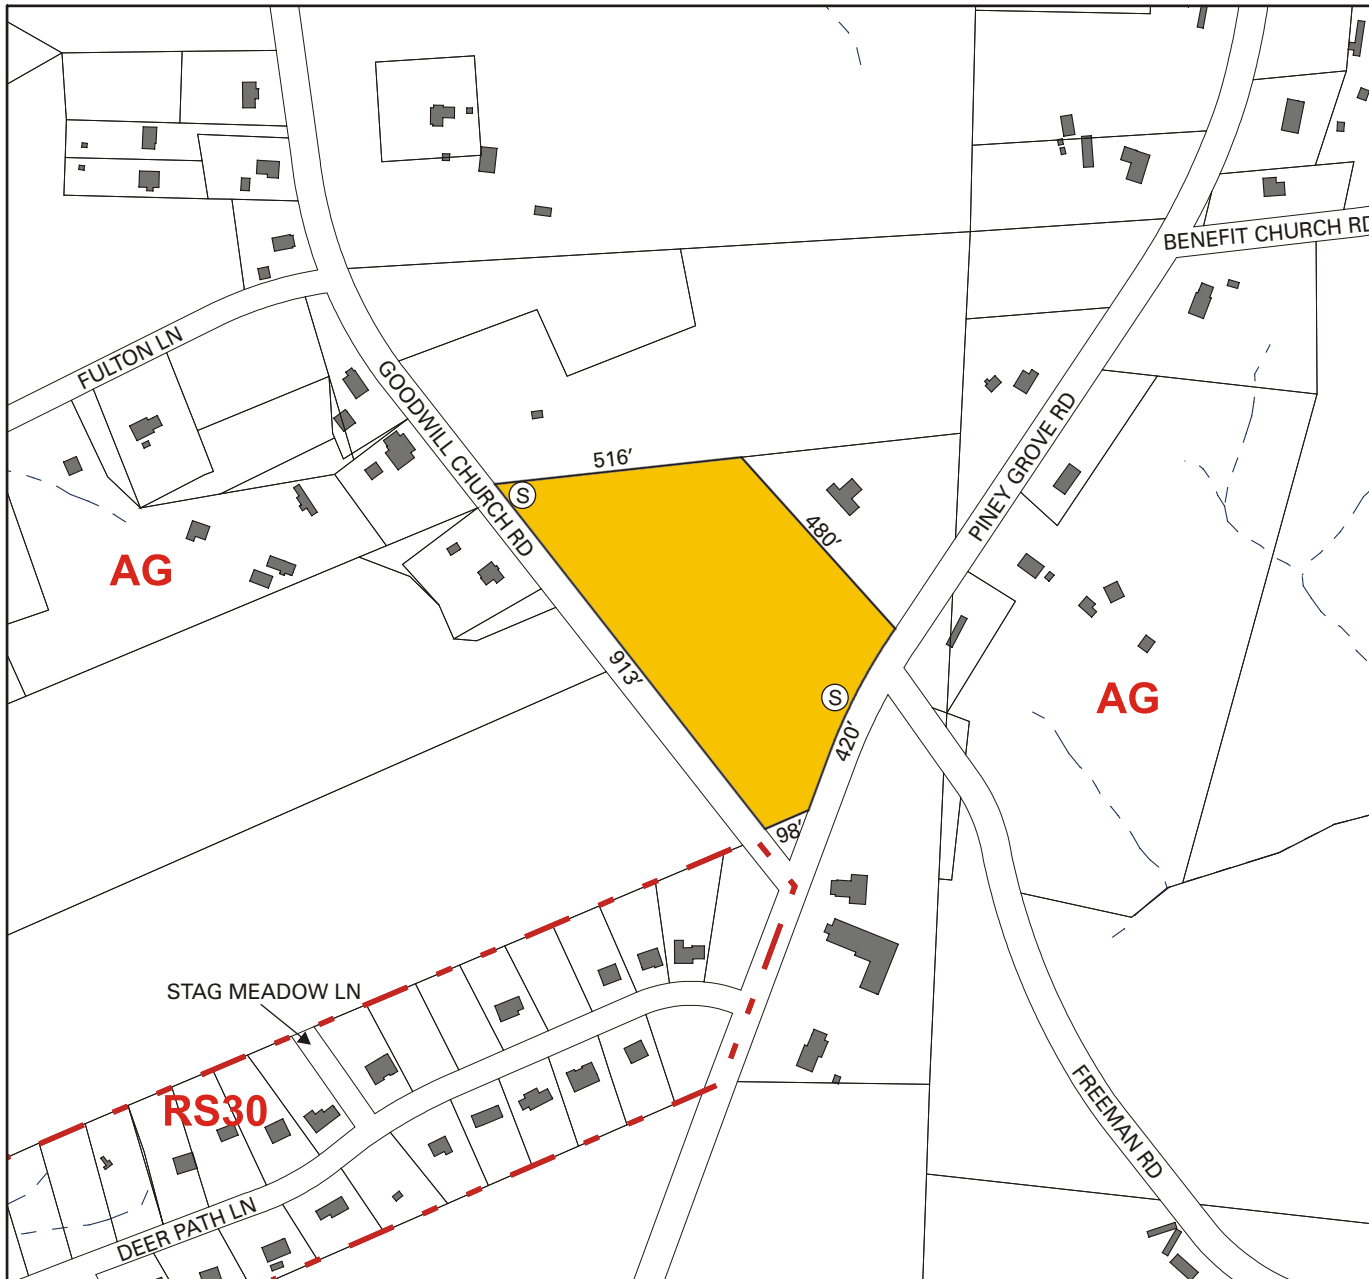 BENEFIT CHURCH RD
FULTON LN
GOODWILL CHURCH RD
PINEY GROVE RD
516’
S
480’
AG
913’
S
AG
420’
98’
STAG MEADOW LN
RS30
FREEMAN RD
DEER PATH LN